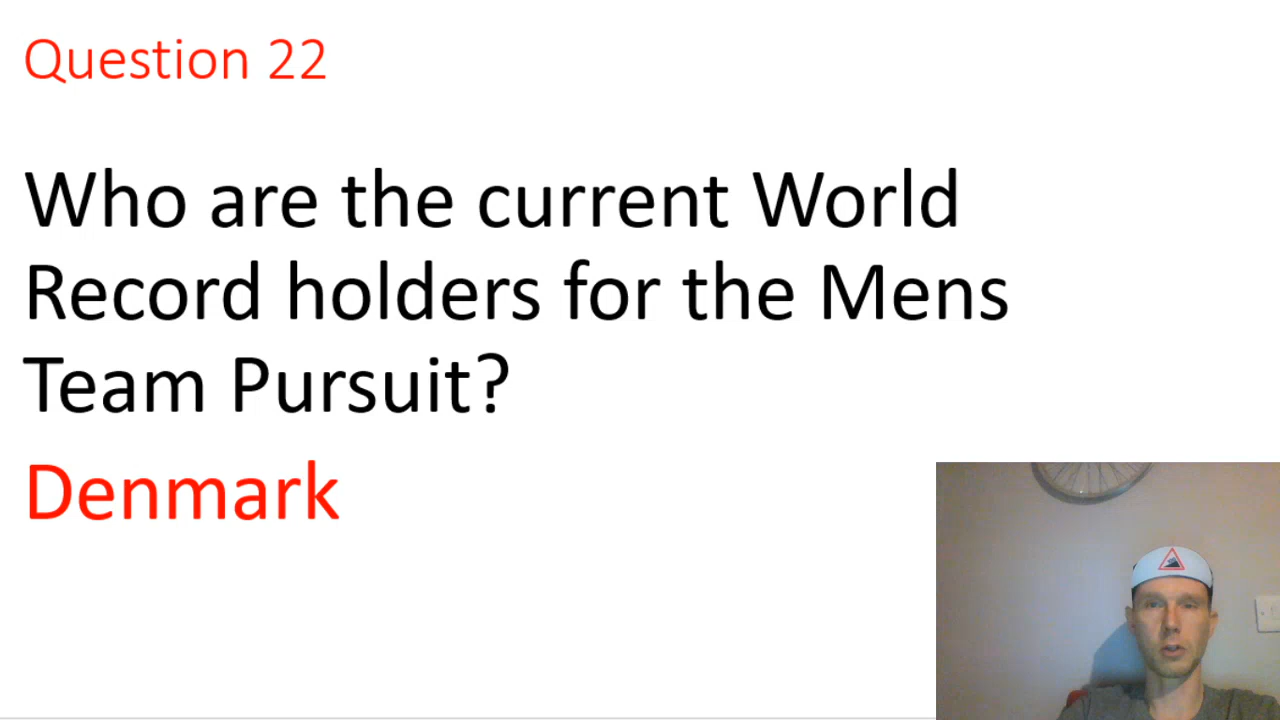 Question 22
Who are the current World
Record holders for the Mens
Team Pursuit?
Denmark